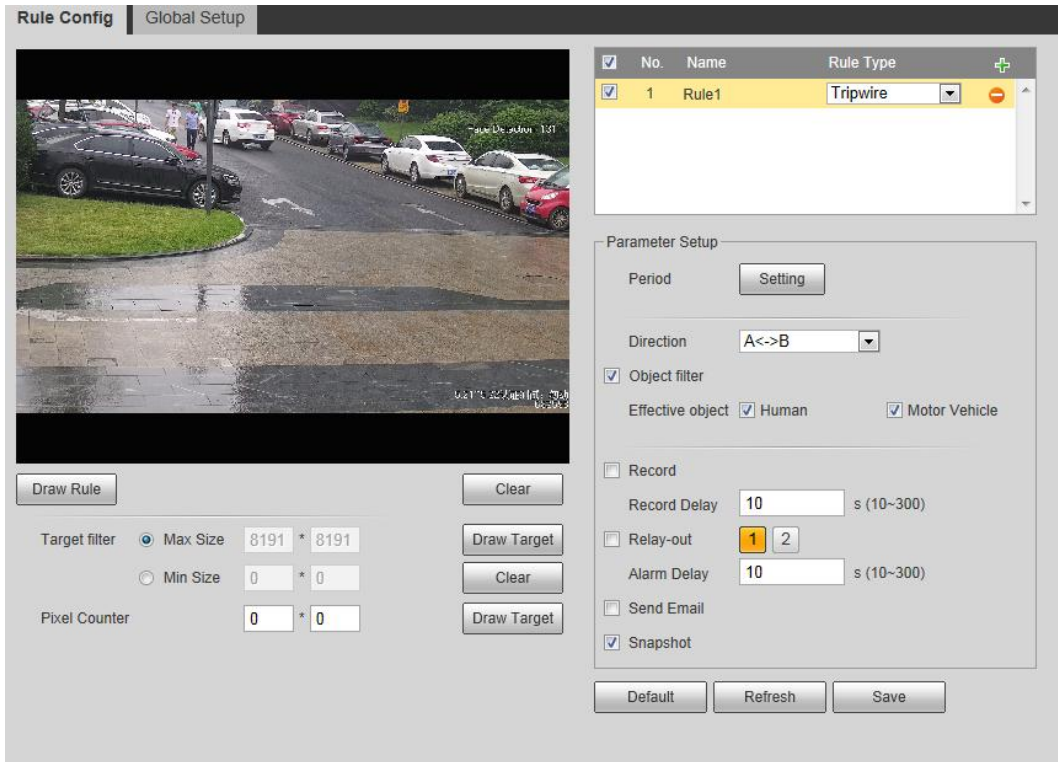 Rule Config Global Setup
No. Name Rule Type
1 Rule1 Tripwire
Face Detection: 131
Parameter Setup
Period Setting
Direction A<->B
Object filter
Effective object Human Motor Vehicle
Draw Rule Clear
Record
Record Delay 10 s (10~300)
Target filter Max Size 8191 * 8191 Draw Target
Relay-out 1 2
Min Size 0 * 0 Clear
Alarm Delay 10 s (10~300)
Pixel Counter 0 * 0 Draw Target
Send Email
Snapshot
Default Refresh Save